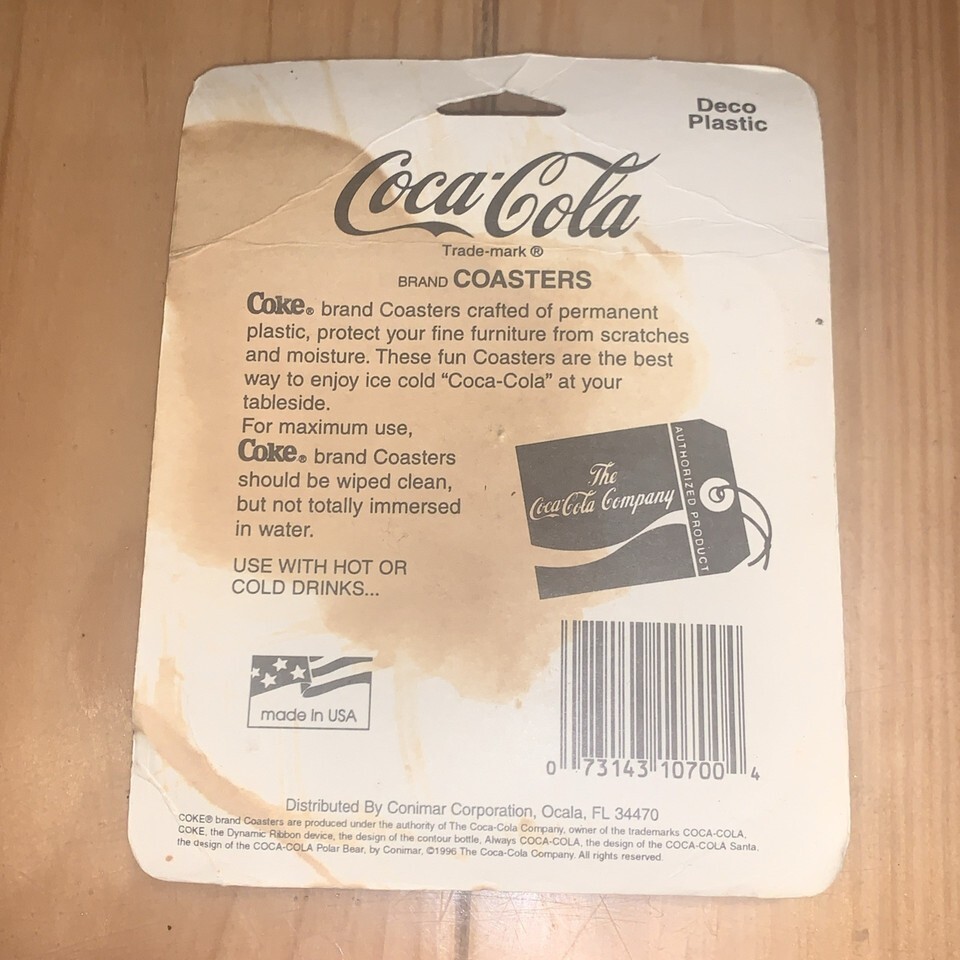 Deco
Plastic
Coca-Cola
Trade-mark ®
BRAND COASTERS
Coke® brand Coasters crafted of permanent
plastic, protect your fine furniture from scratches
and moisture. These fun Coasters are the best
way to enjoy ice cold “Coca-Cola” at your
tableside.
For maximum use,
Coke® brand Coasters
should be wiped clean,
but not totally immersed
in water.
USE WITH HOT OR
COLD DRINKS...
The
Coca-Cola Company
AUTHORIZED PRODUCT
made in USA
0 73143 10700 4
Distributed By Conimar Corporation, Ocala, FL 34470
COKE® brand Coasters are produced under the authority of The Coca-Cola Company, owner of the trademarks COCA-COLA,
COKE, the Dynamic Ribbon device, the design of the contour bottle, Always COCA-COLA, the design of the COCA-COLA Santa,
the design of the COCA-COLA Polar Bear, by Conimar, ©1996 The Coca-Cola Company. All rights reserved.